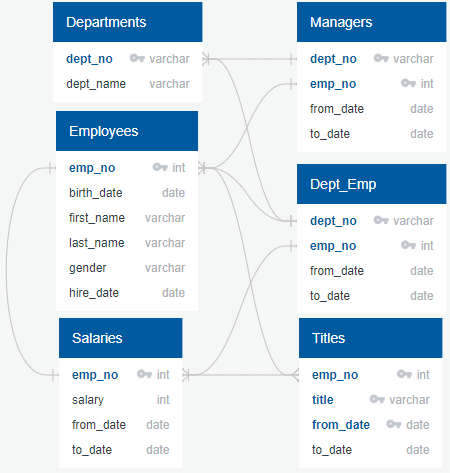 Departments
dept_no varchar
dept_name varchar
Employees
emp_no int
birth_date date
first_name varchar
last_name varchar
gender varchar
hire_date date
Salaries
emp_no int
salary int
from_date date
to_date date
Managers
dept_no varchar
emp_no int
from_date date
to_date date
Dept_Emp
dept_no varchar
emp_no int
from_date date
to_date date
Titles
emp_no int
title varchar
from_date date
to_date date